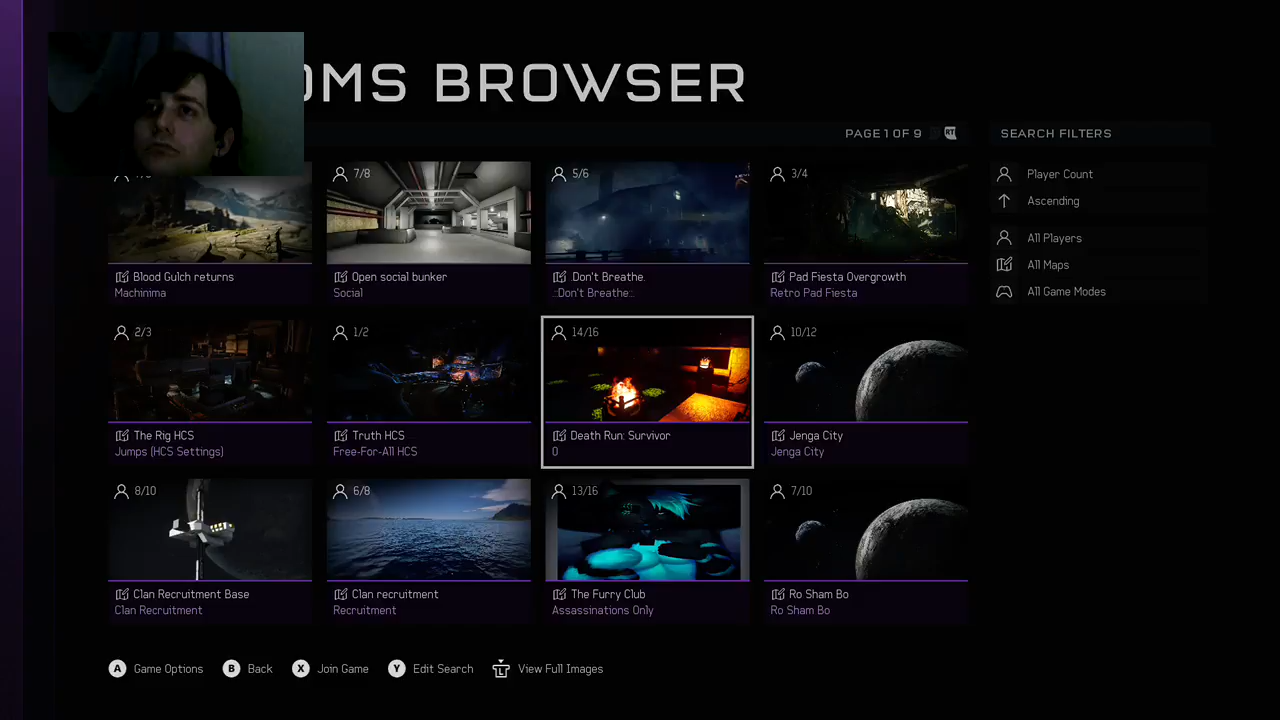 OMS BROWSER
PAGE 1 OF 9
RT
SEARCH FILTERS
7/8
5/6
3/4
Player Count
Ascending
All Players
All Maps
All Game Modes
Blood Gulch returns
Machinima
Open social bunker
Social
.:Don't Breathe:.
Pad Fiesta Overgrowth
Retro Pad Fiesta
2/3
1/2
14/16
10/12
The Rig HCS
Jumps (HCS Settings)
Truth HCS
Free-For-All HCS
Death Run: Survivor
0
Jenga City
Jenga City
8/10
6/8
13/16
7/10
Clan Recruitment Base
Clan Recruitment
Clan recruitment
Recruitment
The Furry Club
Assassinations Only
Ro Sham Bo
Ro Sham Bo
A Game Options
B Back
X Join Game
Y Edit Search
L View Full Images